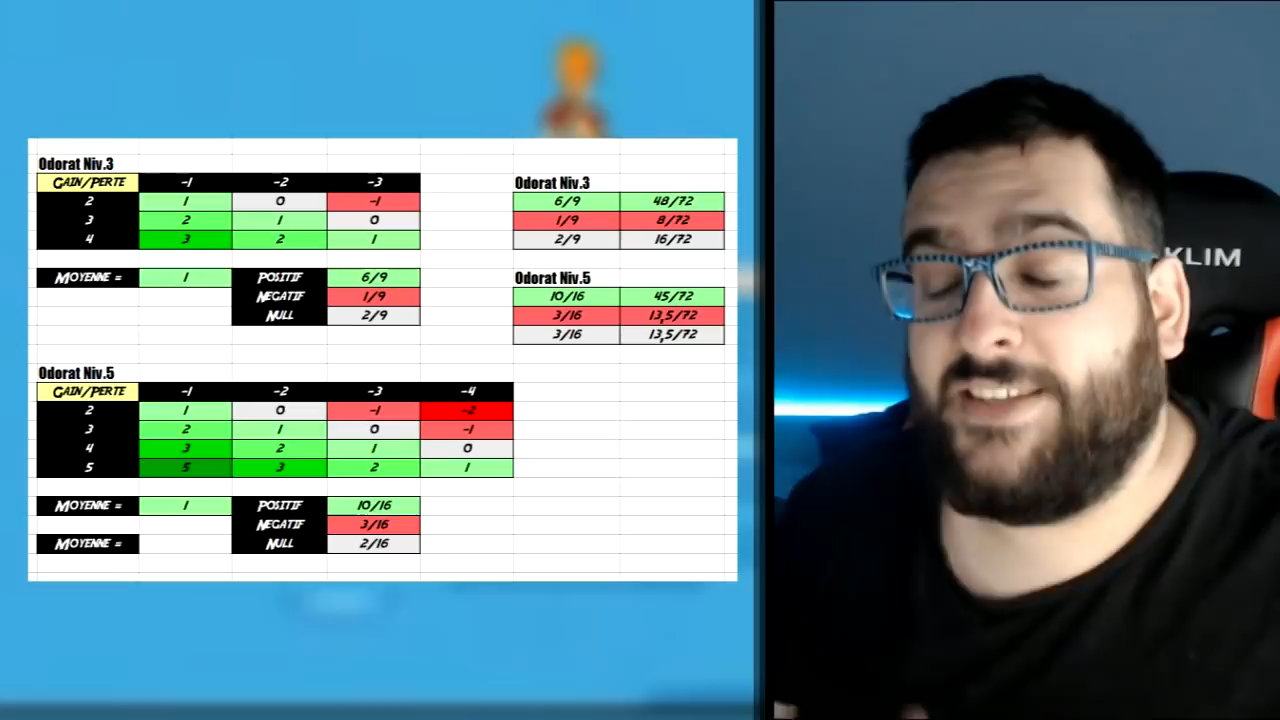 Odorat Niv.3
GAIN/PERTE -1 -2 -3
2 1 0 -1
3 2 1 0
4 3 2 1
MOYENNE = 1 POSITIF 6/9
NEGATIF 1/9
NULL 2/9
Odorat Niv.5
GAIN/PERTE -1 -2 -3 -4
2 1 0 -1 -2
3 2 1 0 -1
4 3 2 1 0
5 5 3 2 1
MOYENNE = 1 POSITIF 10/16
NEGATIF 3/16
MOYENNE = NULL 2/16
Odorat Niv.3
6/9 48/72
1/9 8/72
2/9 16/72
Odorat Niv.5
10/16 45/72
3/16 13,5/72
3/16 13,5/72
KLIM